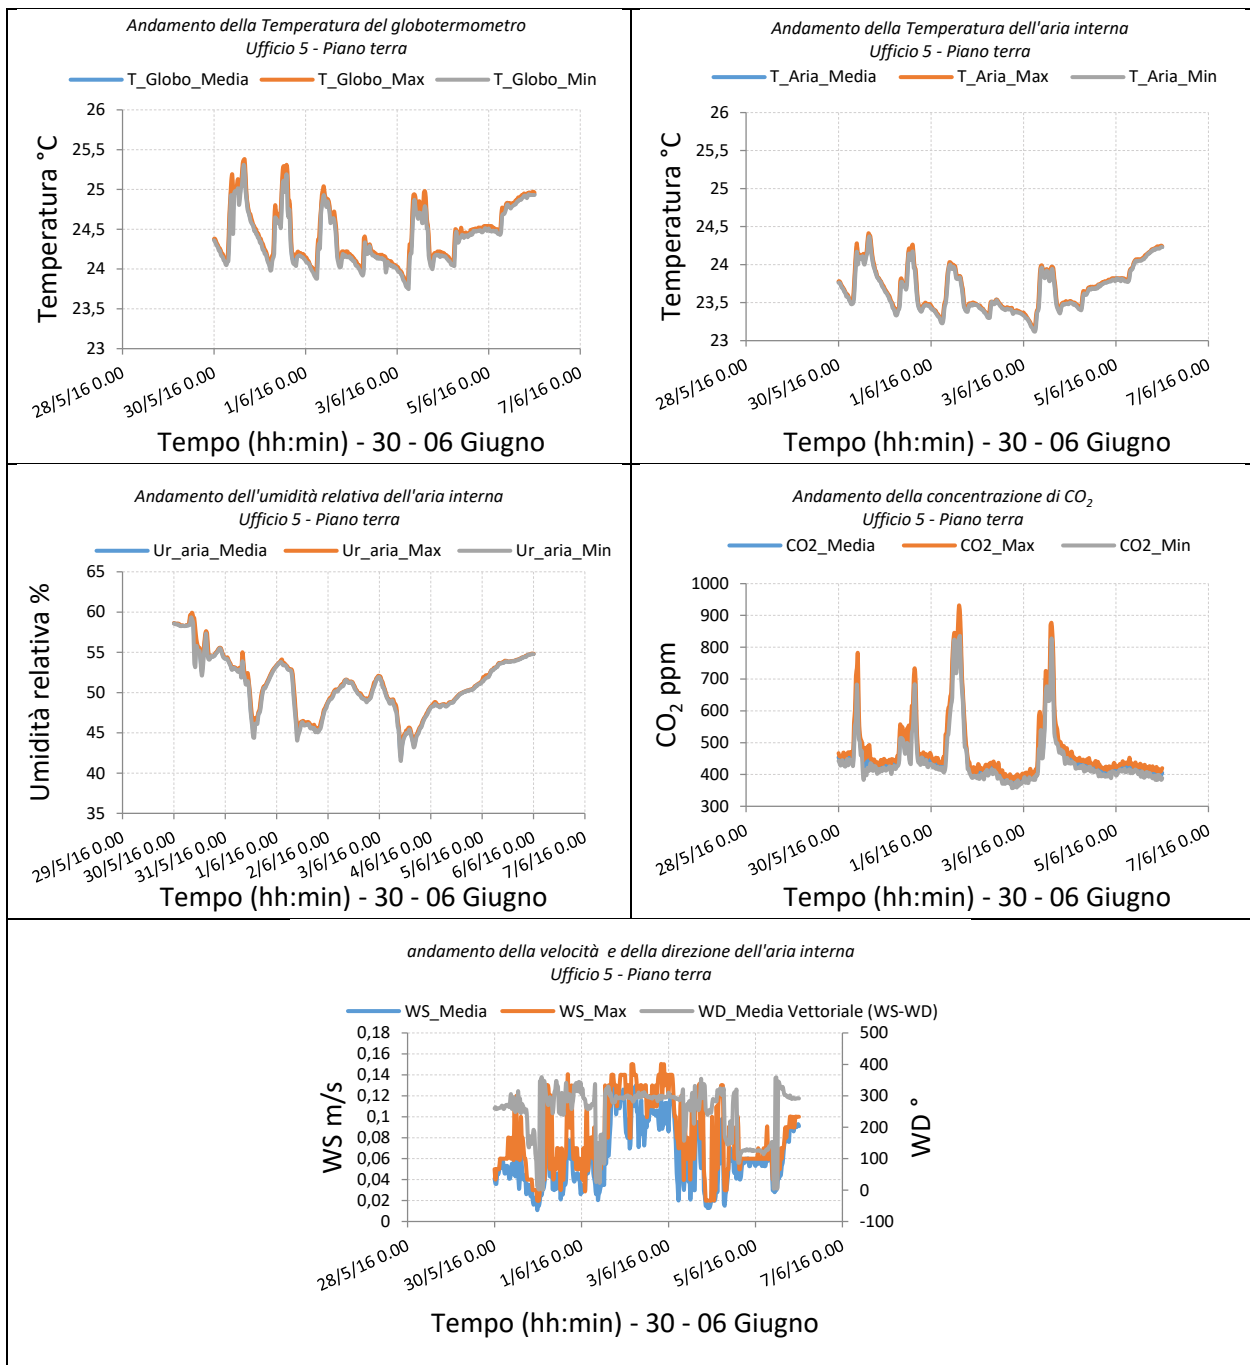 Andamento della Temperatura del globotermometro
Ufficio 5 - Piano terra
T_Globo_Media T_Globo_Max T_Globo_Min
26
25,5
25
24,5
24
23,5
23
Temperatura °C
28/5/16 0.00 30/5/16 0.00 1/6/16 0.00 3/6/16 0.00 5/6/16 0.00 7/6/16 0.00
Tempo (hh:min) - 30 - 06 Giugno
Andamento della Temperatura dell'aria interna
Ufficio 5 - Piano terra
T_Aria_Media T_Aria_Max T_Aria_Min
26
25,5
25
24,5
24
23,5
23
Temperatura °C
28/5/16 0.00 30/5/16 0.00 1/6/16 0.00 3/6/16 0.00 5/6/16 0.00 7/6/16 0.00
Tempo (hh:min) - 30 - 06 Giugno
Andamento dell'umidità relativa dell'aria interna
Ufficio 5 - Piano terra
Ur_aria_Media Ur_aria_Max Ur_aria_Min
65
60
55
50
45
40
35
Umidità relativa %
29/5/16 0.00 30/5/16 0.00 31/5/16 0.00 1/6/16 0.00 2/6/16 0.00 3/6/16 0.00 4/6/16 0.00 5/6/16 0.00 6/6/16 0.00 7/6/16 0.00
Tempo (hh:min) - 30 - 06 Giugno
Andamento della concentrazione di CO2
Ufficio 5 - Piano terra
CO2_Media CO2_Max CO2_Min
1000
900
800
700
600
500
400
300
CO2 ppm
28/5/16 0.00 30/5/16 0.00 1/6/16 0.00 3/6/16 0.00 5/6/16 0.00 7/6/16 0.00
Tempo (hh:min) - 30 - 06 Giugno
andamento della velocità  e della direzione dell'aria interna
Ufficio 5 - Piano terra
WS_Media WS_Max WD_Media Vettoriale (WS-WD)
0,18
0,16
0,14
0,12
0,1
0,08
0,06
0,04
0,02
0
WS m/s
500
400
300
200
100
0
-100
WD °
28/5/16 0.00 30/5/16 0.00 1/6/16 0.00 3/6/16 0.00 5/6/16 0.00 7/6/16 0.00
Tempo (hh:min) - 30 - 06 Giugno